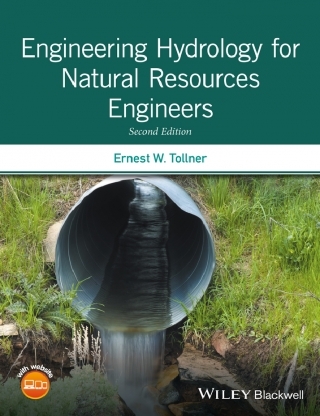 Engineering Hydrology for
Natural Resources
Engineers
Second Edition
Ernest W. Tollner
with website
WILEY Blackwell